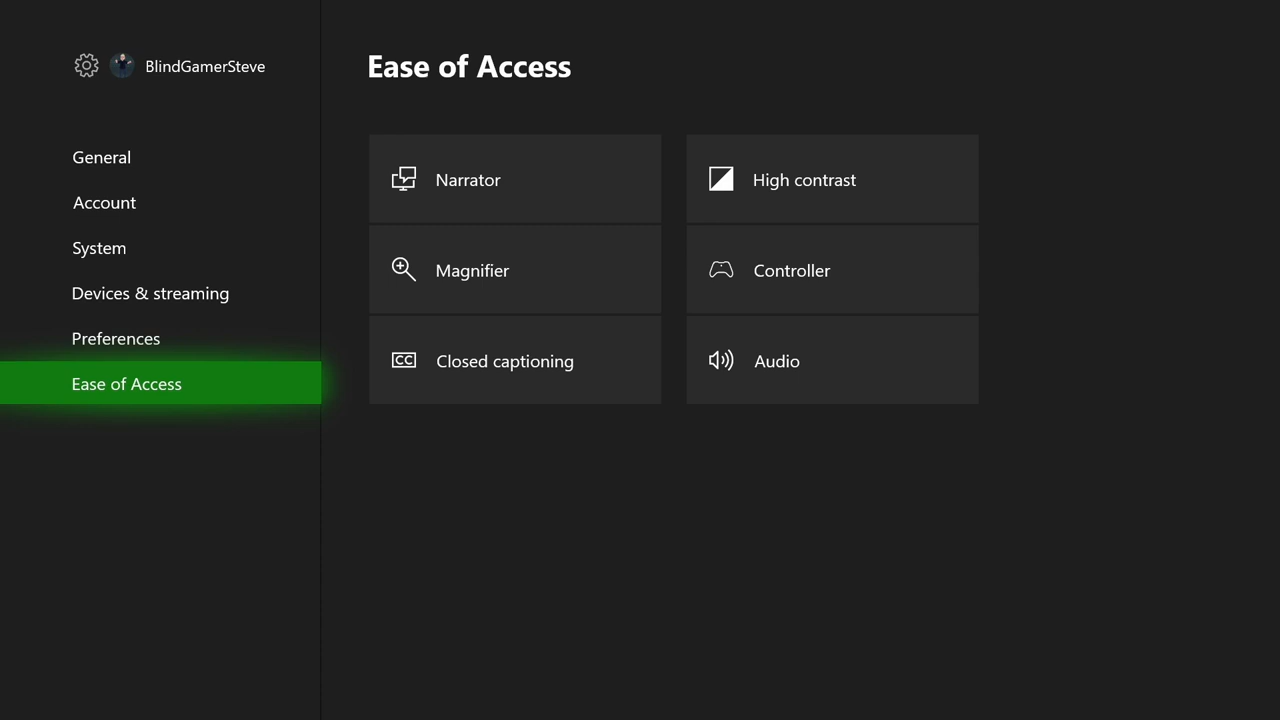 BlindGamerSteve
General
Account
System
Devices & streaming
Preferences
Ease of Access
Ease of Access
Narrator
High contrast
Magnifier
Controller
CC Closed captioning
Audio